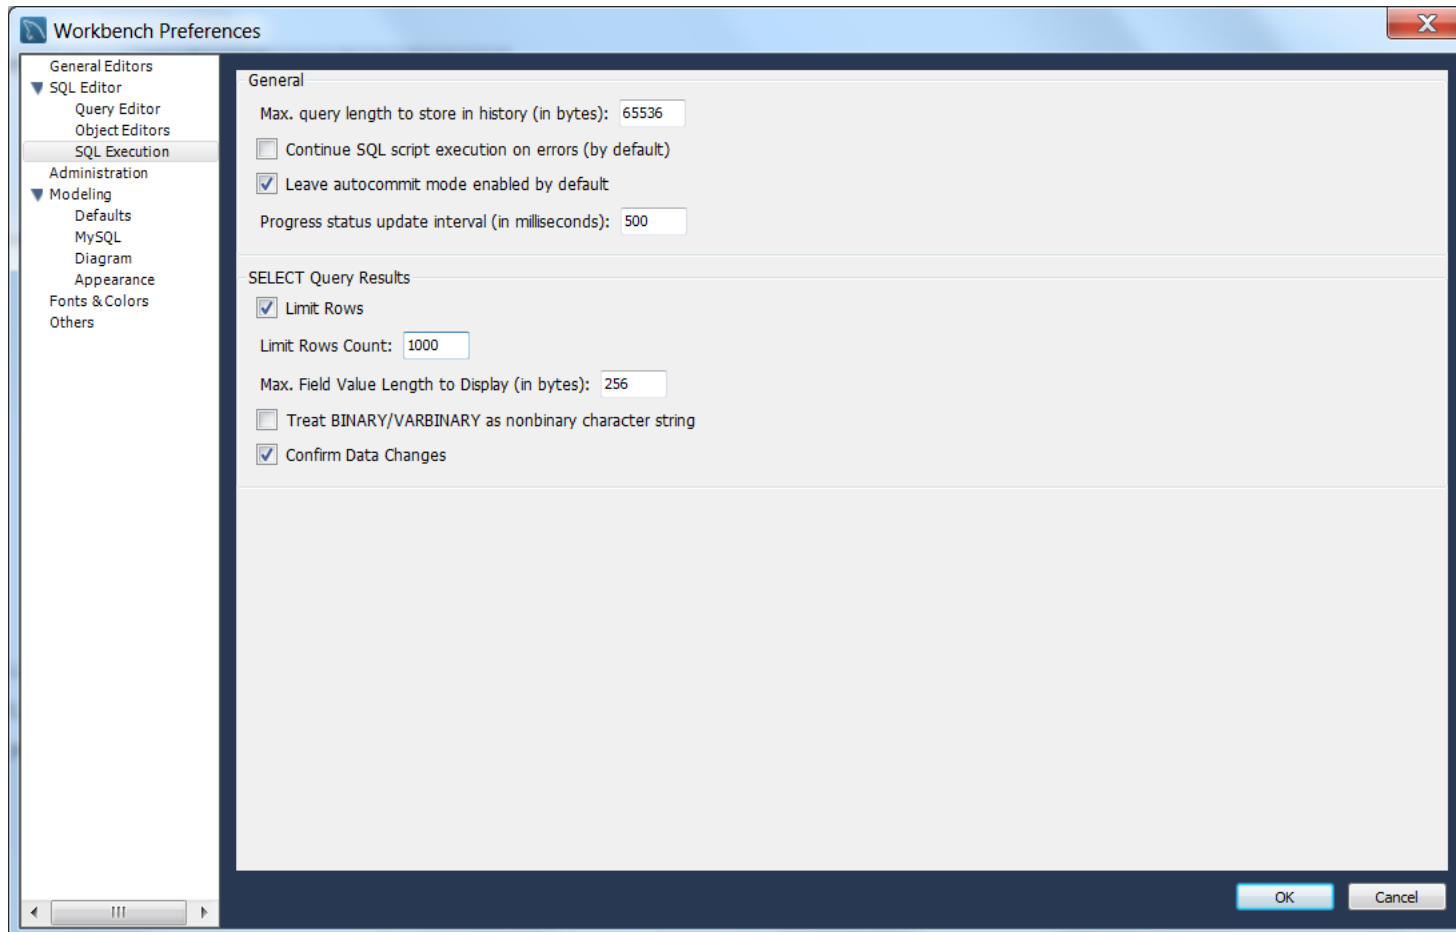 Workbench Preferences
General Editors
SQL Editor
Query Editor
Object Editors
SQL Execution
Administration
Modeling
Defaults
MySQL
Diagram
Appearance
Fonts & Colors
Others
General
Max. query length to store in history (in bytes): 65536
Continue SQL script execution on errors (by default)
Leave autocommit mode enabled by default
Progress status update interval (in milliseconds): 500
SELECT Query Results
Limit Rows
Limit Rows Count: 1000
Max. Field Value Length to Display (in bytes): 256
Treat BINARY/VARBINARY as nonbinary character string
Confirm Data Changes
OK Cancel